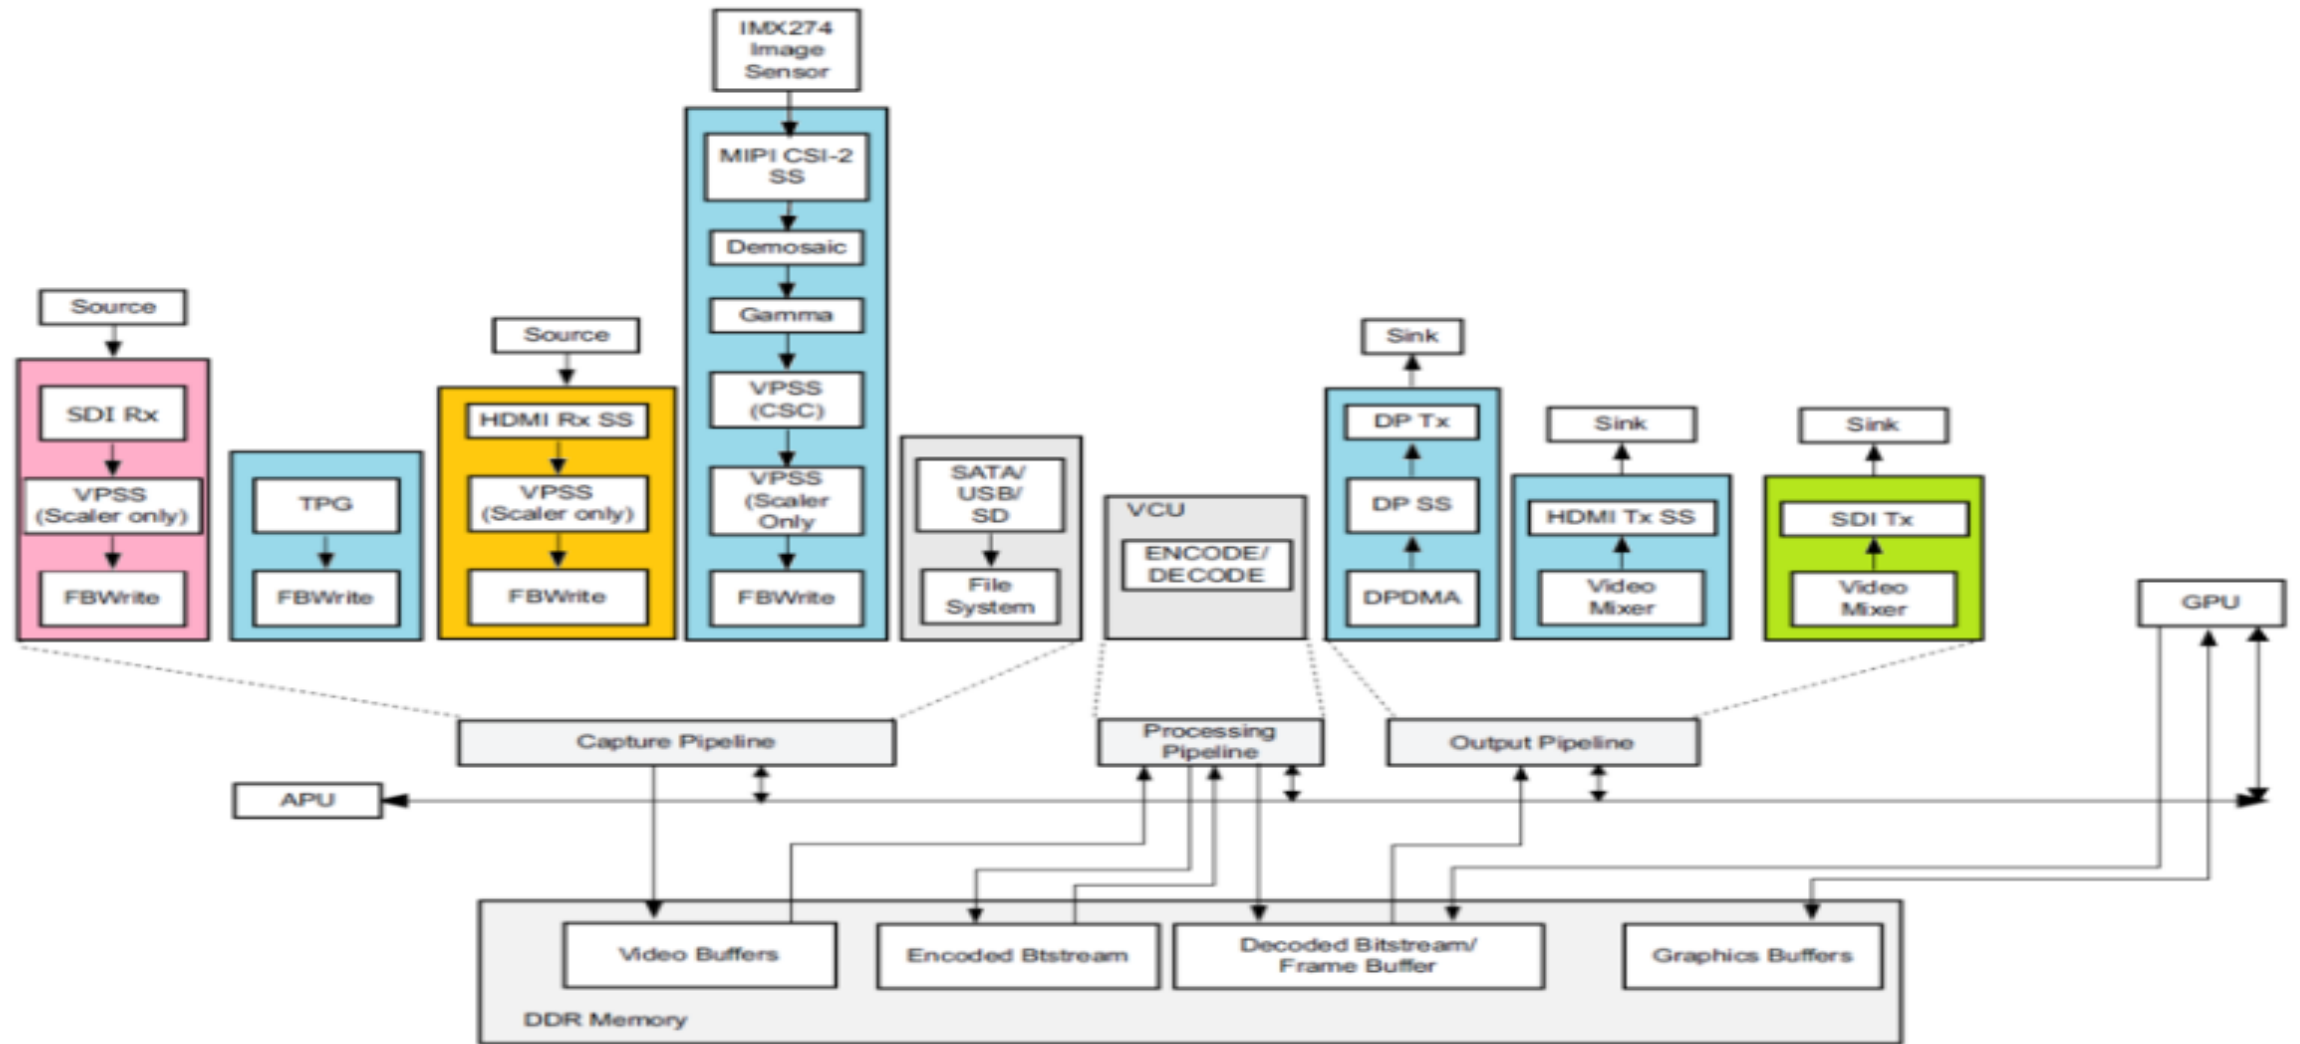 IMX274
Image
Sensor
MIPI CSI-2
SS
Demosaic
Gamma
VPSS
(CSC)
VPSS
(Scaler
Only
FBWrite
Source
SDI Rx
VPSS
(Scaler only)
FBWrite
TPG
FBWrite
Source
HDMI Rx SS
VPSS
(Scaler only)
FBWrite
SATA/
USB/
SD
File
System
VCU
ENCODE/
DECODE
Sink
DP Tx
DP SS
DPDMA
Sink
HDMI Tx SS
Video
Mixer
Sink
SDI Tx
Video
Mixer
GPU
Capture Pipeline
Processing
Pipeline
Output Pipeline
APU
Video Buffers
Encoded Btstream
Decoded Bitstream/
Frame Buffer
Graphics Buffers
DDR Memory